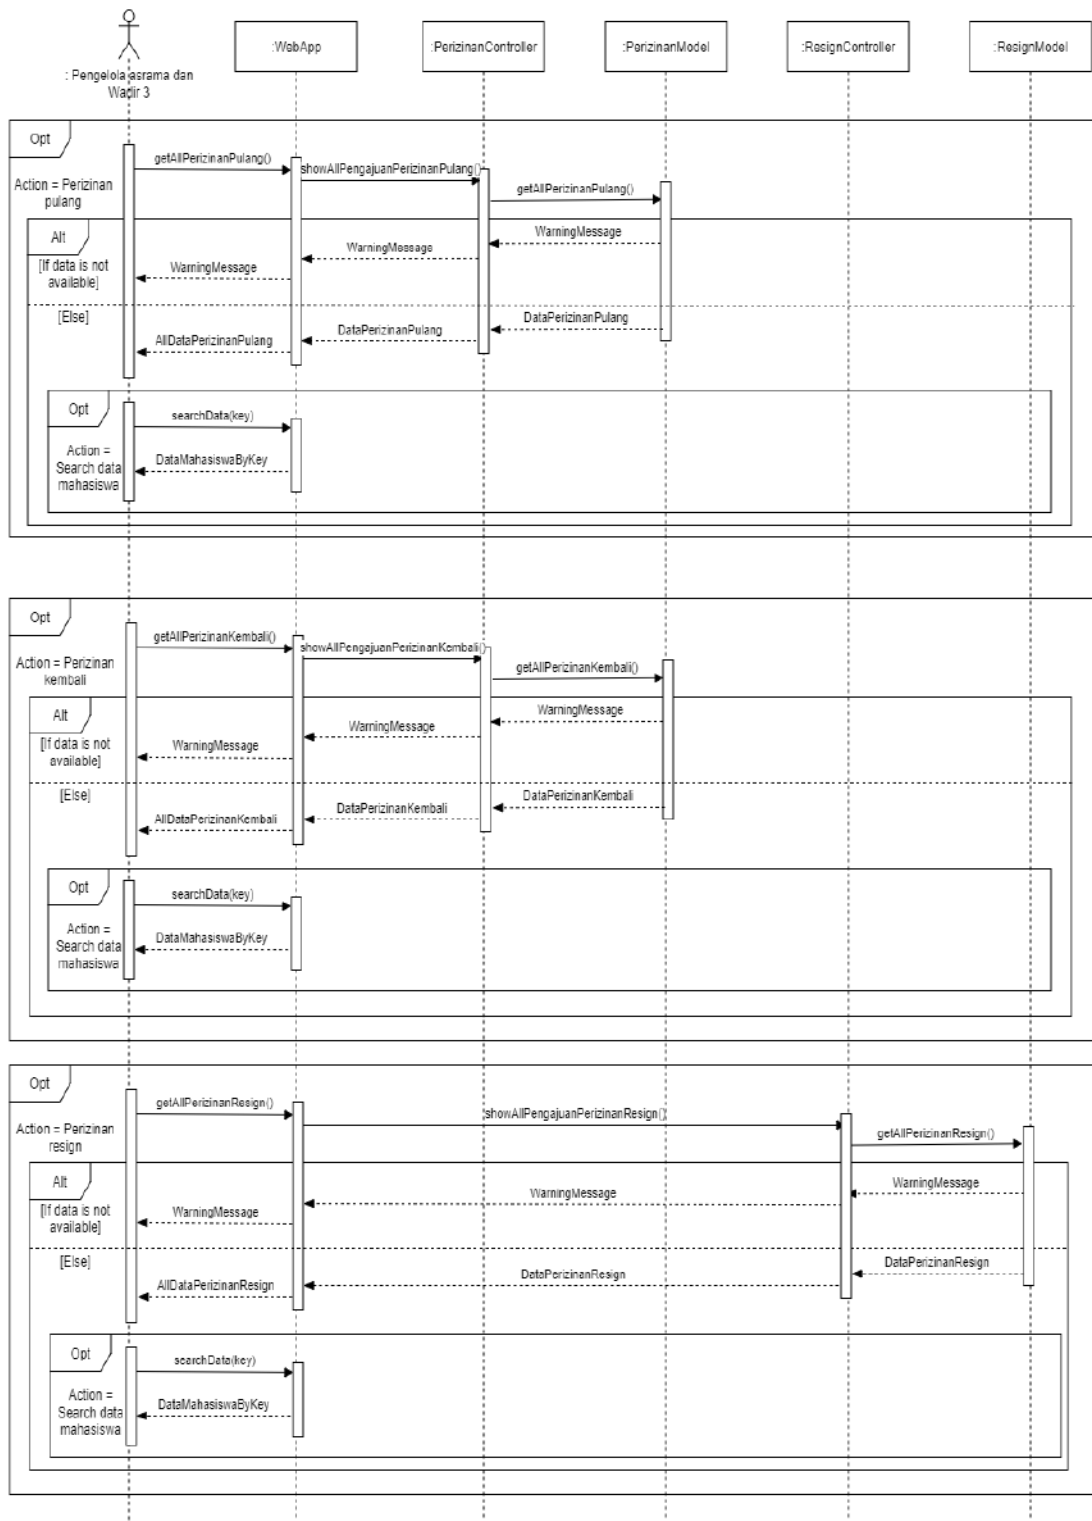 :WebApp
:PerizinanController
:PerizinanModel
:ResignController
:ResignModel
: Pengelola asrama dan
Wadir 3
Opt
Action = Perizinan
pulang
getAllPerizinanPulang()
showAllPengajuanPerizinanPulang()
getAllPerizinanPulang()
Alt
[If data is not
available]
WarningMessage
WarningMessage
WarningMessage
[Else]
DataPerizinanPulang
DataPerizinanPulang
AllDataPerizinanPulang
Opt
Action =
Search data
mahasiswa
searchData(key)
DataMahasiswaByKey
Opt
Action = Perizinan
kembali
getAllPerizinanKembali()
showAllPengajuanPerizinanKembali()
getAllPerizinanKembali()
Alt
[If data is not
available]
WarningMessage
WarningMessage
WarningMessage
[Else]
DataPerizinanKembali
DataPerizinanKembali
AllDataPerizinanKembali
Opt
Action =
Search data
mahasiswa
searchData(key)
DataMahasiswaByKey
Opt
Action = Perizinan
resign
getAllPerizinanResign()
showAllPengajuanPerizinanResign()
getAllPerizinanResign()
Alt
[If data is not
available]
WarningMessage
WarningMessage
WarningMessage
[Else]
DataPerizinanResign
DataPerizinanResign
AllDataPerizinanResign
Opt
Action =
Search data
mahasiswa
searchData(key)
DataMahasiswaByKey